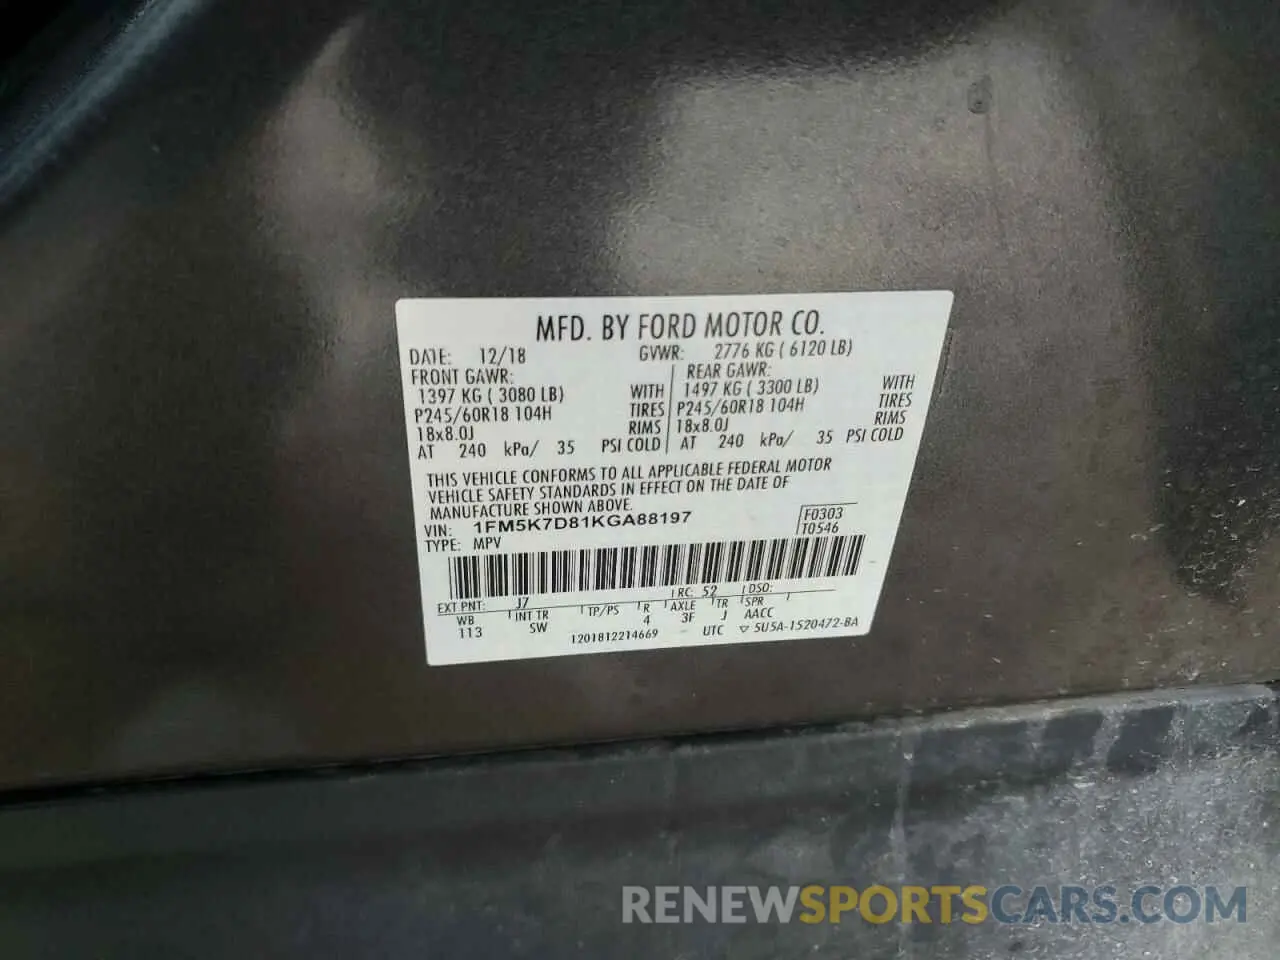 MFD. BY FORD MOTOR CO.
DATE: 12/18 GVWR: 2776 KG ( 6120 LB)
FRONT GAWR: REAR GAWR:
1397 KG ( 3080 LB) WITH 1497 KG ( 3300 LB) WITH
P245/60R18 104H TIRES P245/60R18 104H TIRES
18x8.0J RIMS 18x8.0J RIMS
AT 240 kPa/ 35 PSI COLD AT 240 kPa/ 35 PSI COLD
THIS VEHICLE CONFORMS TO ALL APPLICABLE FEDERAL MOTOR
VEHICLE SAFETY STANDARDS IN EFFECT ON THE DATE OF
MANUFACTURE SHOWN ABOVE.
VIN: 1FM5K7D81KGA88197 F0303
TYPE: MPV T0546
EXT PNT: J7 RC: 52 DSO:
WB INT TR TP/PS R AXLE TR SPR
113 SW 4 3F J AACC
1201812214669 UTC ▽ 5U5A-1520472-BA
RENEWSPORTSCARS.COM